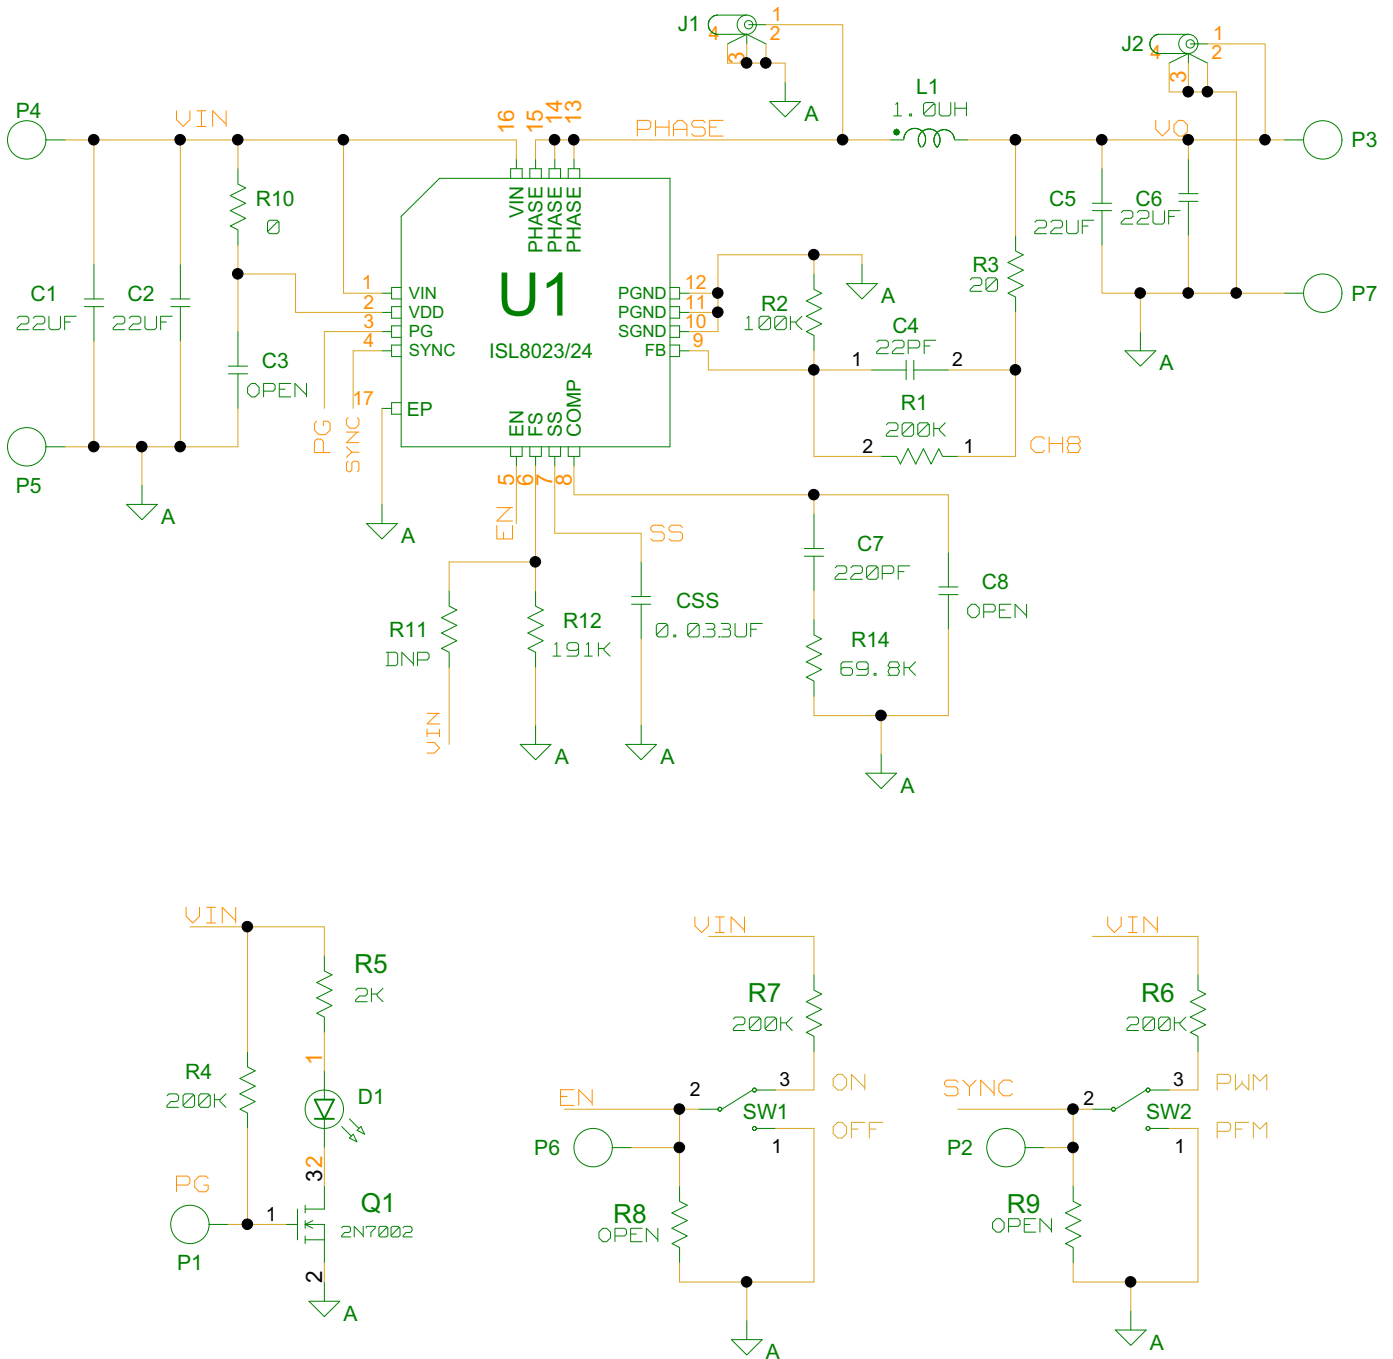 J1
4
3
1
2
J2
4
3
1
2
P4
VIN
16
15
14
13
PHASE
L1
1.0UH
VO
P3
R10
0
VIN
PHASE
PHASE
PHASE
C5
22UF
C6
22UF
C1
22UF
C2
22UF
1
2
3
4
VIN
VDD
PG
SYNC
U1
ISL8023/24
PGND
PGND
SGND
FB
12
11
10
9
R2
100K
A
R3
20
P7
C4
22PF
1
2
A
C3
OPEN
17
EP
EN
FS
SS
COMP
R1
200K
2
1
CH8
PG
SYNC
P5
A
5
6
7
8
EN
A
SS
C7
220PF
C8
OPEN
R11
DNP
R12
191K
CSS
0.033UF
R14
69.8K
VIN
A
A
A
A
VIN
R5
2K
1
R4
200K
D1
2
3
PG
1
Q1
2N7002
P1
2
A
VIN
R7
200K
EN
2
3
ON
SW1
OFF
1
P6
R8
OPEN
A
VIN
R6
200K
SYNC
2
3
PWM
SW2
PFM
1
P2
R9
OPEN
A